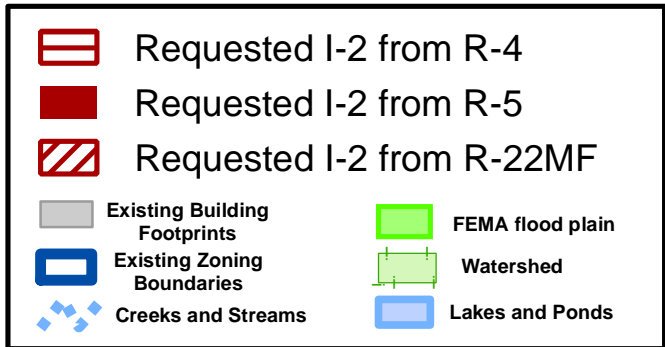 Requested I-2 from R-4
Requested I-2 from R-5
Requested I-2 from R-22MF
Existing Building
Footprints
Existing Zoning
Boundaries
Creeks and Streams
FEMA flood plain
Watershed
Lakes and Ponds